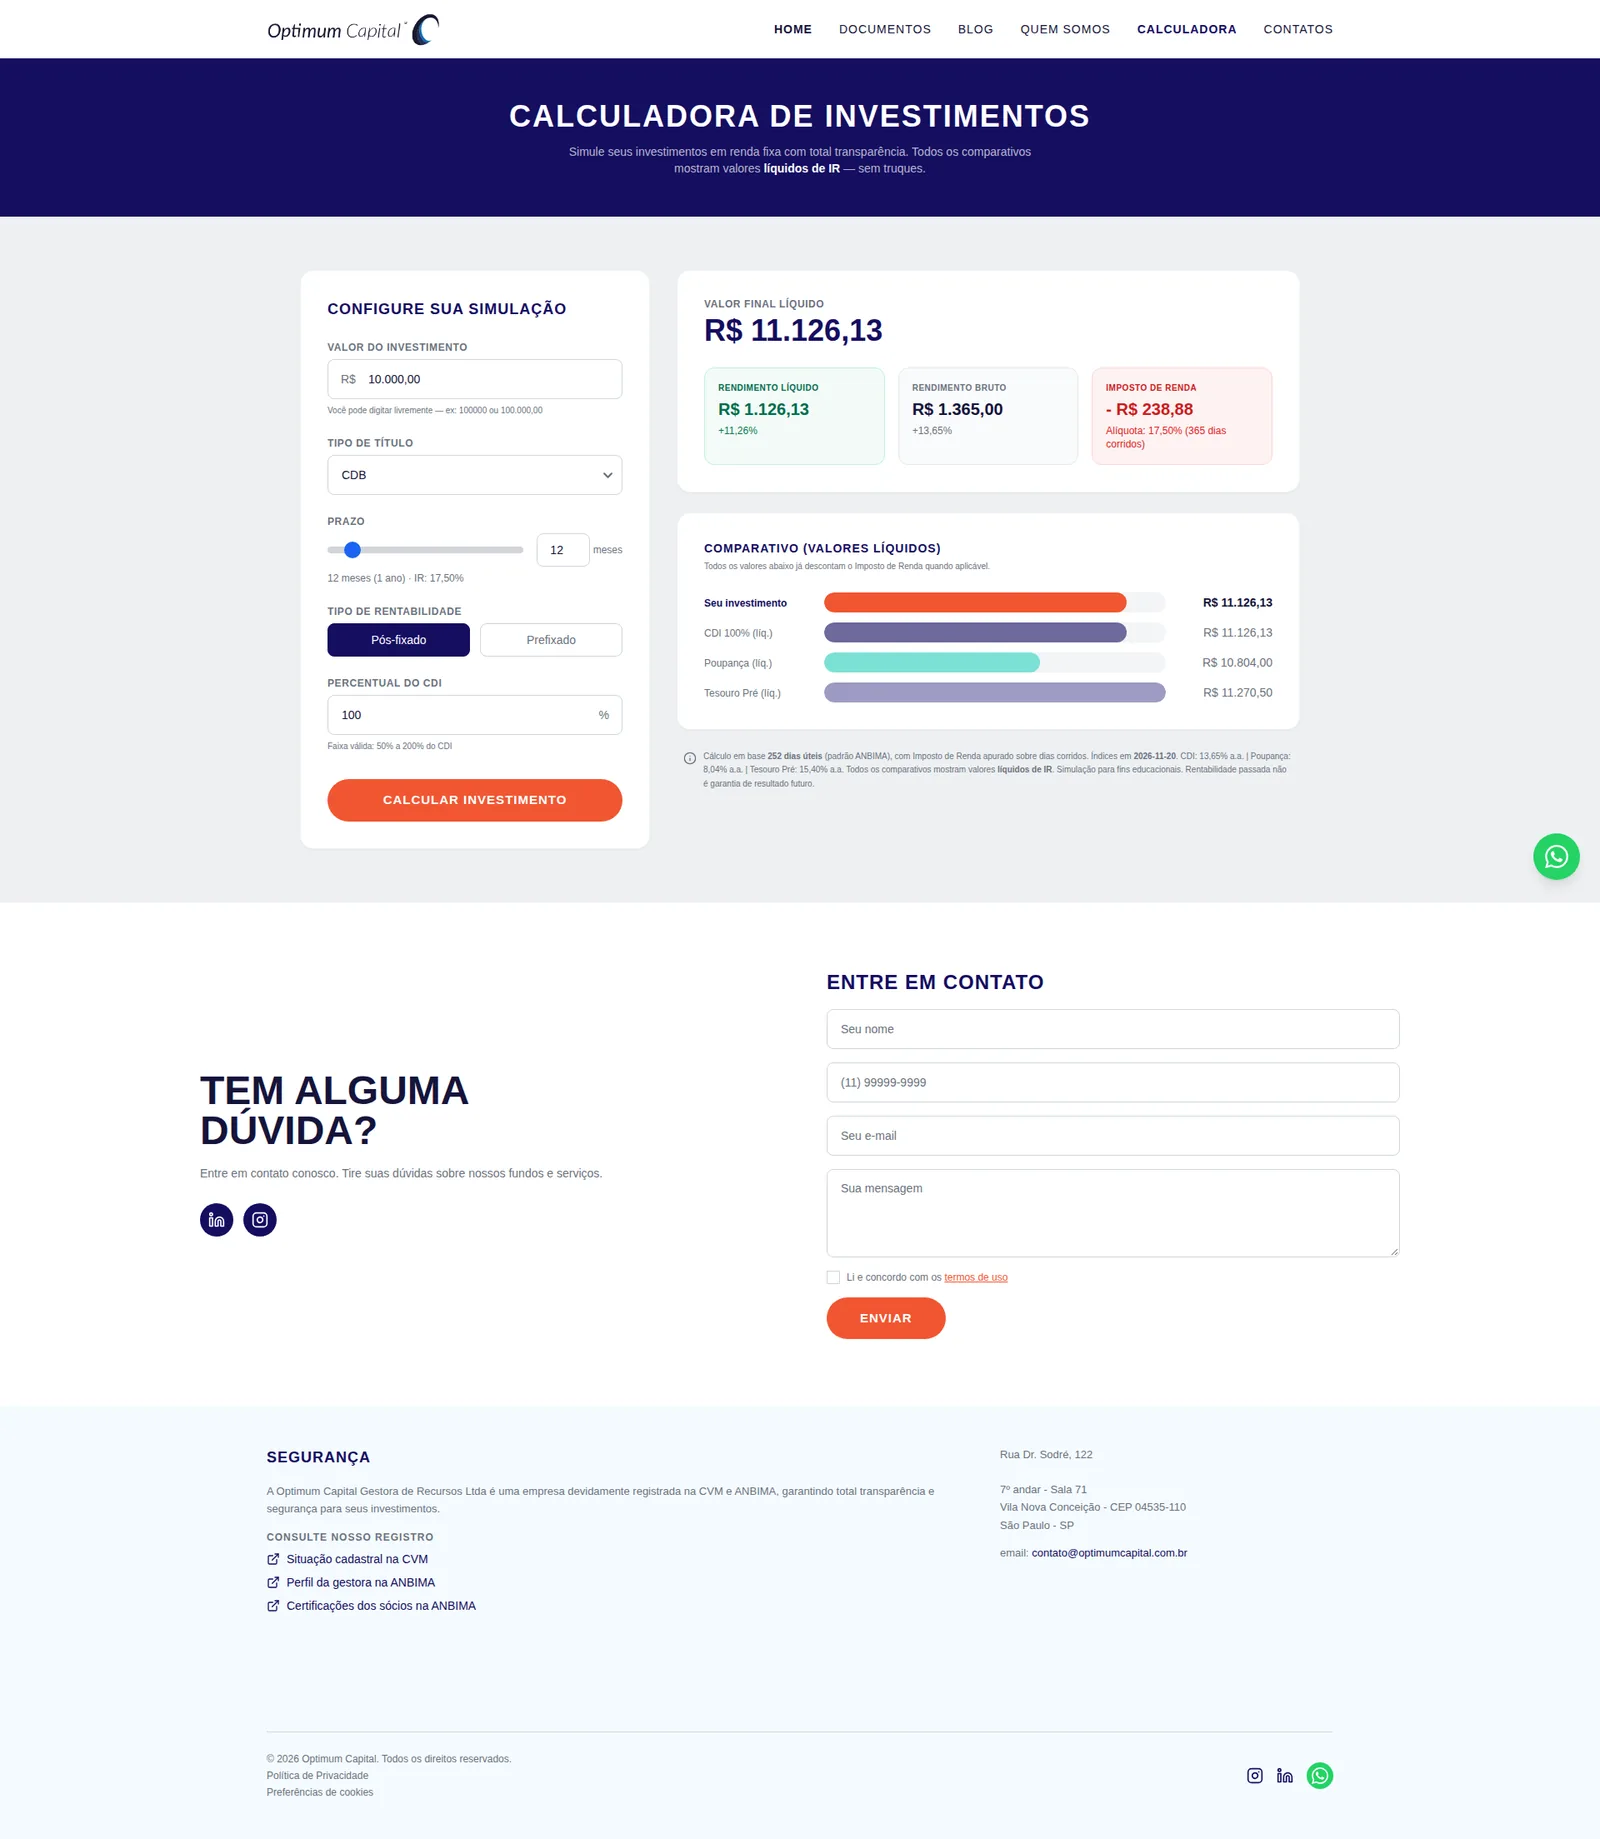 Optimum Capital
HOME DOCUMENTOS BLOG QUEM SOMOS CALCULADORA CONTATOS
CALCULADORA DE INVESTIMENTOS
Simule seus investimentos em renda fixa com total transparência. Todos os comparativos
mostram valores líquidos de IR — sem truques.
CONFIGURE SUA SIMULAÇÃO
VALOR DO INVESTIMENTO
R$ 10.000,00
Você pode digitar livremente — ex: 100000 ou 100.000,00
TIPO DE TÍTULO
CDB
PRAZO
12 meses
12 meses (1 ano) · IR: 17,50%
TIPO DE RENTABILIDADE
Pós-fixado Prefixado
PERCENTUAL DO CDI
100 %
Faixa válida: 50% a 200% do CDI
CALCULAR INVESTIMENTO
VALOR FINAL LÍQUIDO
R$ 11.126,13
RENDIMENTO LÍQUIDO
R$ 1.126,13
+11,26%
RENDIMENTO BRUTO
R$ 1.365,00
+13,65%
IMPOSTO DE RENDA
- R$ 238,88
Alíquota: 17,50% (365 dias
corridos)
COMPARATIVO (VALORES LÍQUIDOS)
Todos os valores abaixo já descontam o Imposto de Renda quando aplicável.
Seu investimento R$ 11.126,13
CDI 100% (líq.) R$ 11.126,13
Poupança (líq.) R$ 10.804,00
Tesouro Pré (líq.) R$ 11.270,50
Cálculo em base 252 dias úteis (padrão ANBIMA), com Imposto de Renda apurado sobre dias corridos. Índices em 2026-11-20. CDI: 13,65% a.a. | Poupança:
8,04% a.a. | Tesouro Pré: 15,40% a.a. Todos os comparativos mostram valores líquidos de IR. Simulação para fins educacionais. Rentabilidade passada não
é garantia de resultado futuro.
TEM ALGUMA
DÚVIDA?
Entre em contato conosco. Tire suas dúvidas sobre nossos fundos e serviços.
ENTRE EM CONTATO
Seu nome
(11) 99999-9999
Seu e-mail
Sua mensagem
Li e concordo com os termos de uso
ENVIAR
SEGURANÇA
A Optimum Capital Gestora de Recursos Ltda é uma empresa devidamente registrada na CVM e ANBIMA, garantindo total transparência e
segurança para seus investimentos.
CONSULTE NOSSO REGISTRO
Situação cadastral na CVM
Perfil da gestora na ANBIMA
Certificações dos sócios na ANBIMA
Rua Dr. Sodré, 122
7º andar - Sala 71
Vila Nova Conceição - CEP 04535-110
São Paulo - SP
email: contato@optimumcapital.com.br
© 2026 Optimum Capital. Todos os direitos reservados.
Política de Privacidade
Preferências de cookies